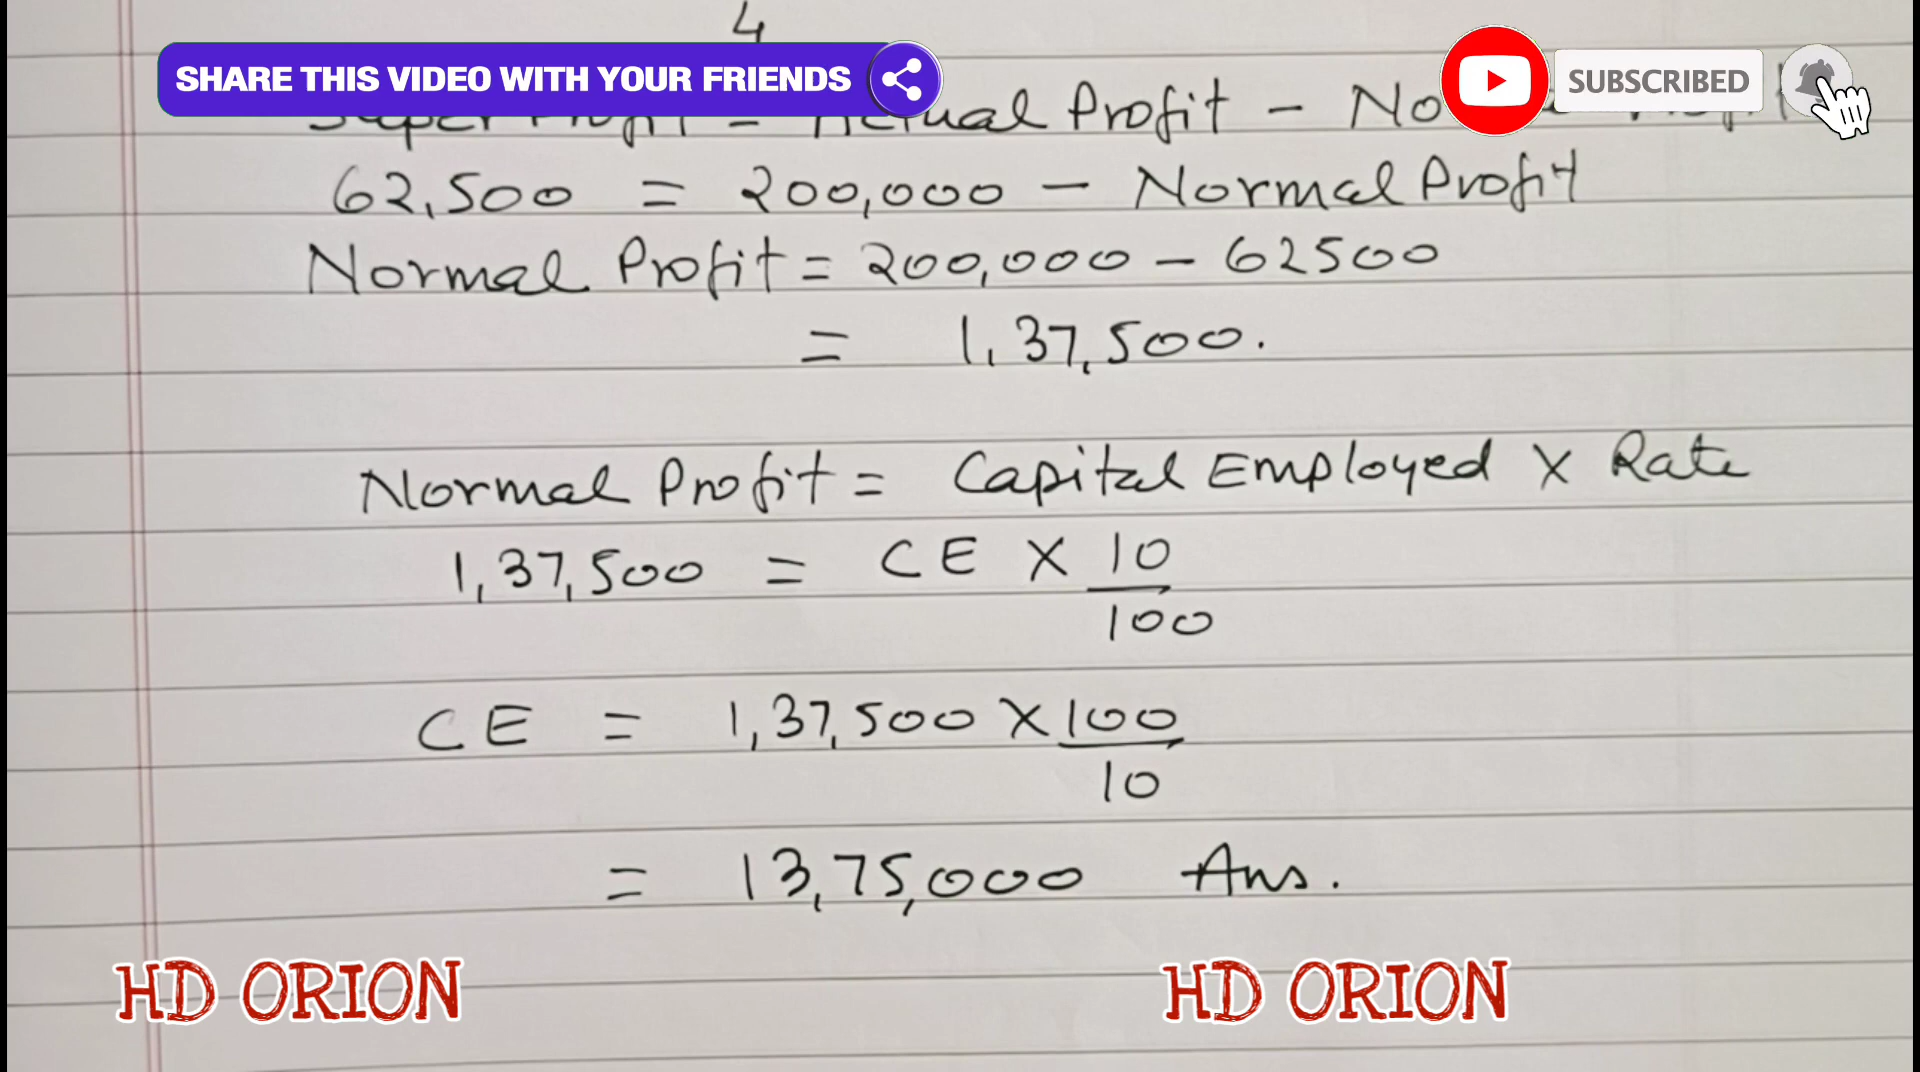 4
SHARE THIS VIDEO WITH YOUR FRIENDS
SUBSCRIBED
Super Profit = Actual Profit -
62,500 = 200,000 - Normal Profit
Normal Profit = 200,000 - 62500
= 1,37,500.
Normal Profit = Capital Employed X Rate
1,37,500 = CE X 10
100
CE = 1,37,500 X 100
10
= 13,75,000 Ans.
HD ORION
HD ORION